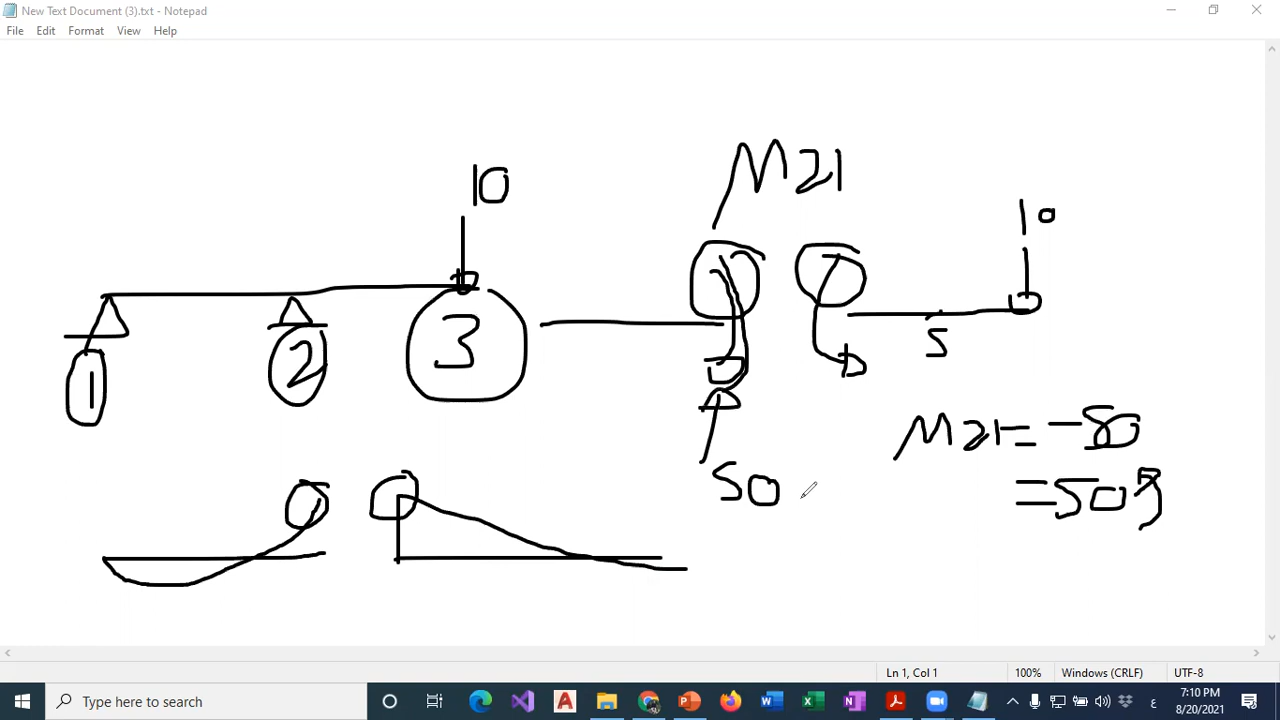 New Text Document (3).txt - Notepad
File Edit Format View Help
M21
10
10
1
2
3
5
M21= -50
=50
50
Ln 1, Col 1 100% Windows (CRLF) UTF-8
Type here to search
ع
7:10 PM
8/20/2021